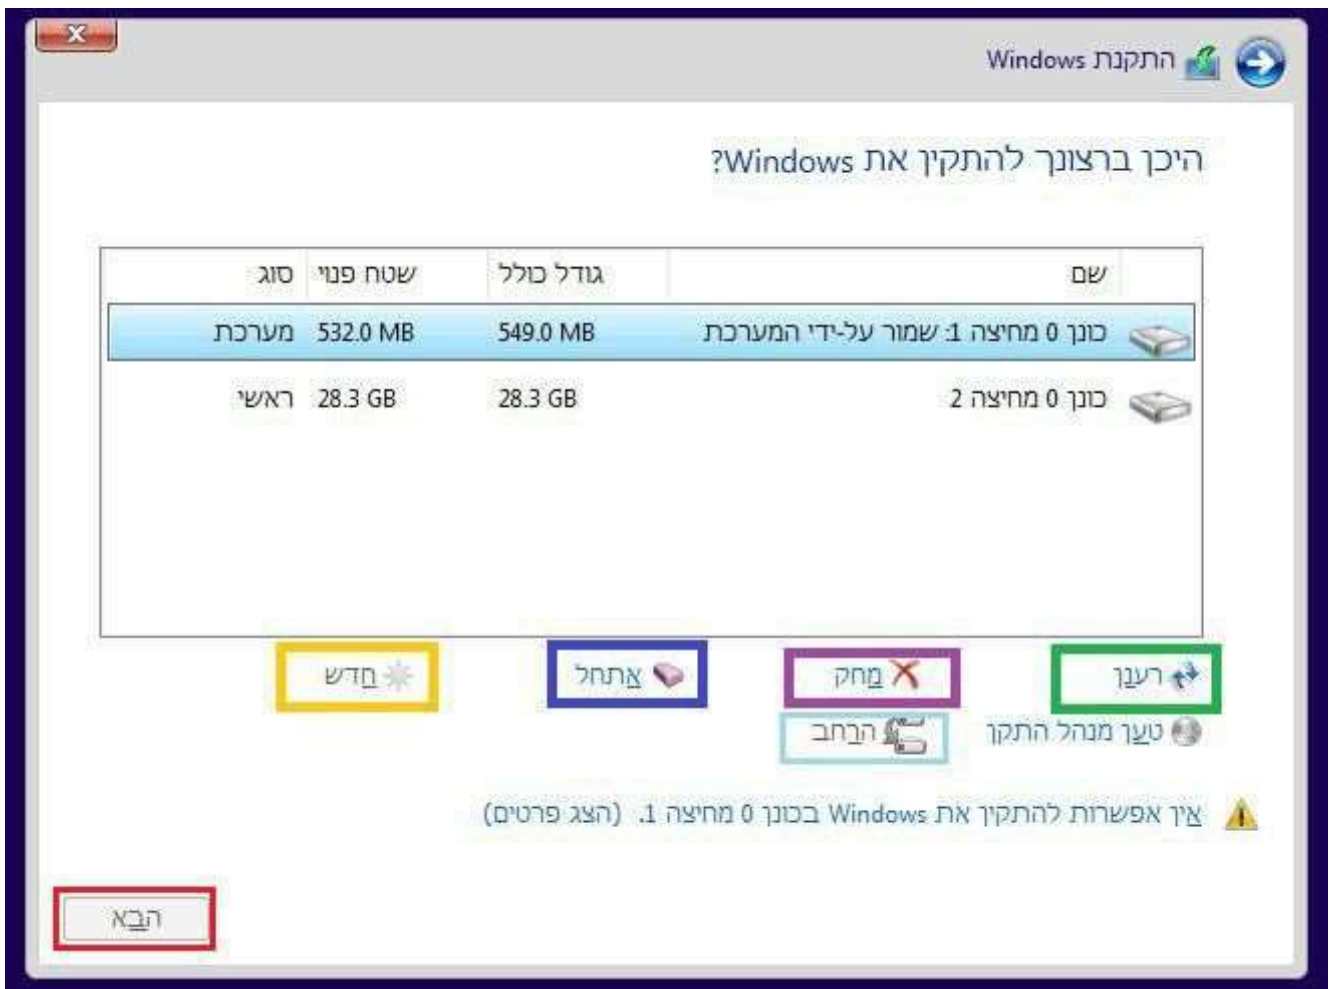 התקנת Windows
היכן ברצונך להתקין את Windows?
שם גודל כולל שטח פנוי סוג
כונן 0 מחיצה 1: שמור על-ידי המערכת 549.0 MB 532.0 MB מערכת
כונן 0 מחיצה 2 28.3 GB 28.3 GB ראשי
רענן מחק אתחל חדש
טען מנהל התקן הרחב
אין אפשרות להתקין את Windows בכונן 0 מחיצה 1. (הצג פרטים)
הבא